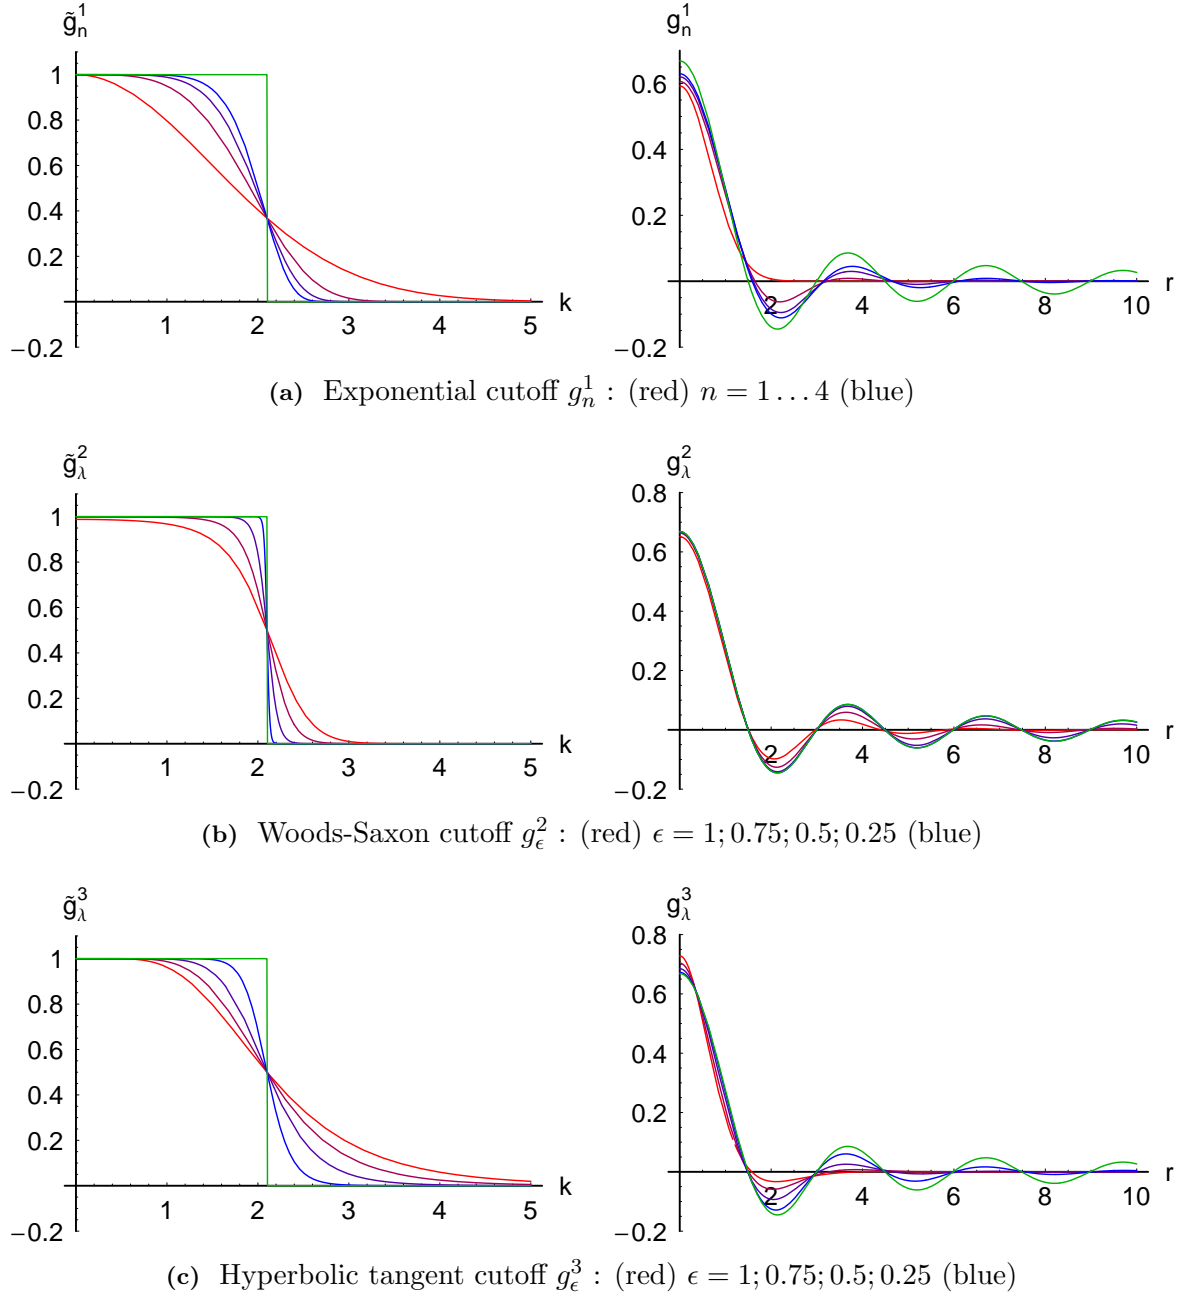 g̃ₙ¹
1
0.8
0.6
0.4
0.2
−0.2
1 2 3 4 5 k
gₙ¹
0.6
0.4
0.2
−0.2
2 4 6 8 10 r
(a) Exponential cutoff gₙ¹ : (red) n = 1 … 4 (blue)
g̃_λ²
1
0.8
0.6
0.4
0.2
−0.2
1 2 3 4 5 k
g_λ²
0.8
0.6
0.4
0.2
−0.2
2 4 6 8 10 r
(b) Woods-Saxon cutoff g_ϵ² : (red) ϵ = 1; 0.75; 0.5; 0.25 (blue)
g̃_λ³
1
0.8
0.6
0.4
0.2
−0.2
1 2 3 4 5 k
g_λ³
0.8
0.6
0.4
0.2
−0.2
2 4 6 8 10 r
(c) Hyperbolic tangent cutoff g_ϵ³ : (red) ϵ = 1; 0.75; 0.5; 0.25 (blue)